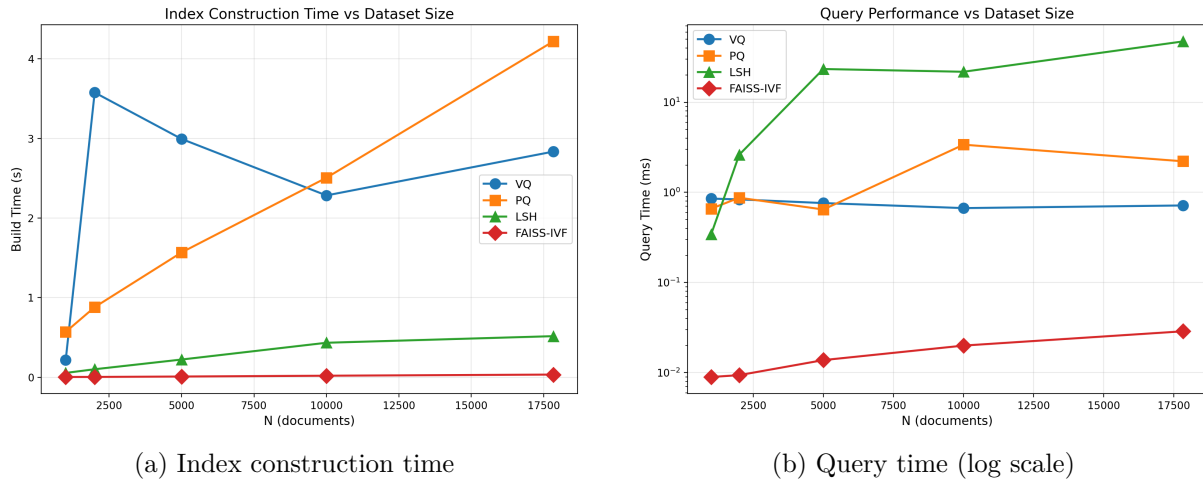 Index Construction Time vs Dataset Size
Build Time (s)
4
3
2
1
0
VQ
PQ
LSH
FAISS-IVF
2500 5000 7500 10000 12500 15000 17500
N (documents)
(a) Index construction time
Query Performance vs Dataset Size
VQ
PQ
LSH
FAISS-IVF
Query Time (ms)
10¹
10⁰
10⁻¹
10⁻²
2500 5000 7500 10000 12500 15000 17500
N (documents)
(b) Query time (log scale)